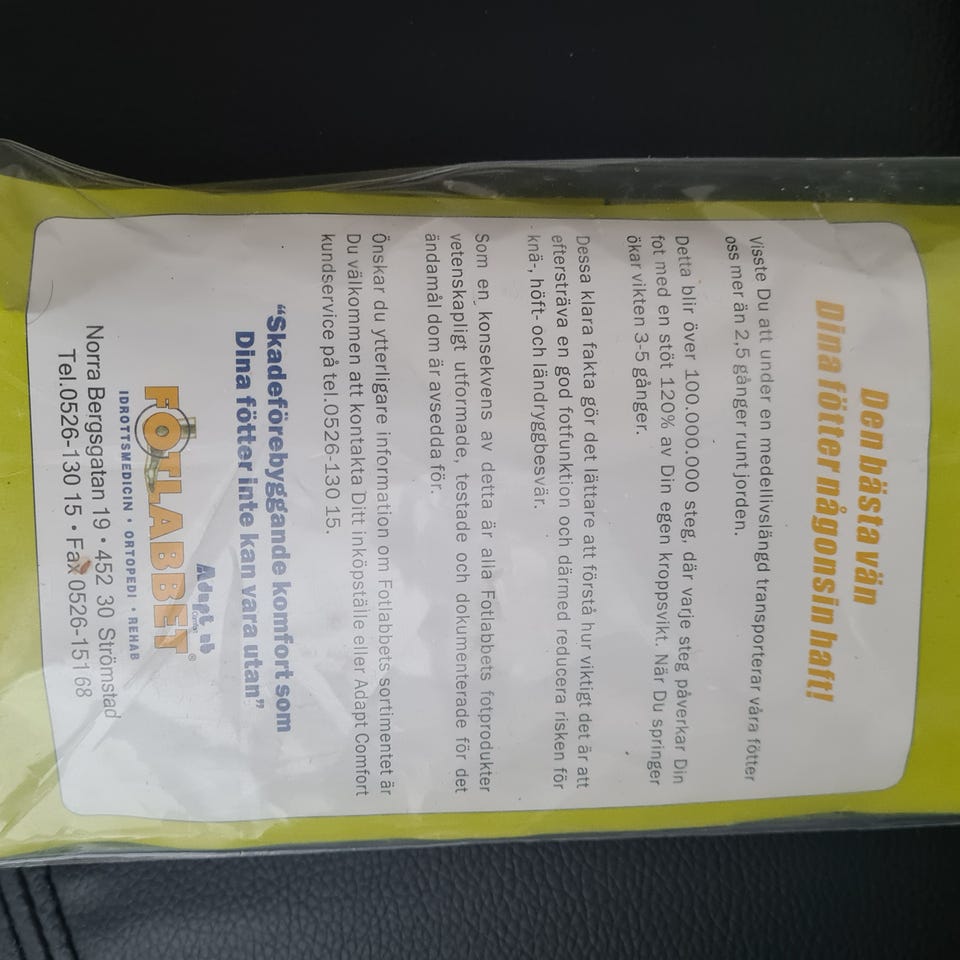 Den bästa vän
Dina fötter någonsin haft!
Visste Du att under en medellivslängd transporterar våra fötter
oss mer än 2,5 gånger runt jorden.
Detta blir över 100.000.000 steg, där varje steg påverkar Din
fot med en stöt 120% av Din egen kroppsvikt. När Du springer
ökar vikten 3-5 gånger.
Dessa klara fakta gör det lättare att förstå hur viktigt det är att
eftersträva en god fotfunktion och därmed reducera risken för
knä-, höft- och ländryggbesvär.
Som en konsekvens av detta är alla Fotlabbets fotprodukter
vetenskapligt utformade, testade och dokumenterade för det
ändamål dom är avsedda för.
Önskar du ytterligare information om Fotlabbets sortimentet är
Du välkommen att kontakta Ditt inköpställe eller Adapt Comfort
kundservice på tel.0526-130 15.
"Skadeförebyggande komfort som
Dina fötter inte kan vara utan"
Adapt ab
Comfort
FOTLABBET®
IDROTTSMEDICIN • ORTOPEDI • REHAB
Norra Bergsgatan 19 • 452 30 Strömstad
Tel.0526-130 15 • Fax 0526-151 68